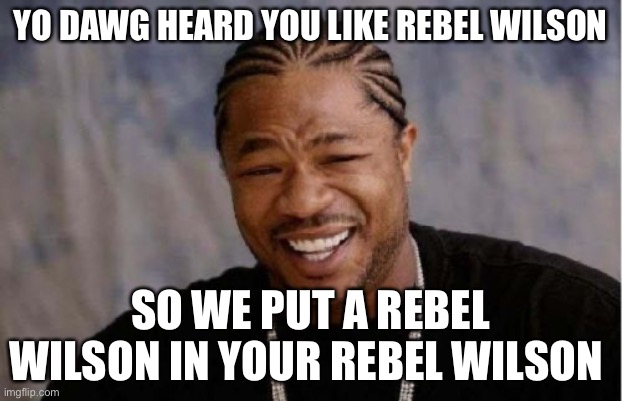 YO DAWG HEARD YOU LIKE REBEL WILSON
SO WE PUT A REBEL
WILSON IN YOUR REBEL WILSON
imgflip.com